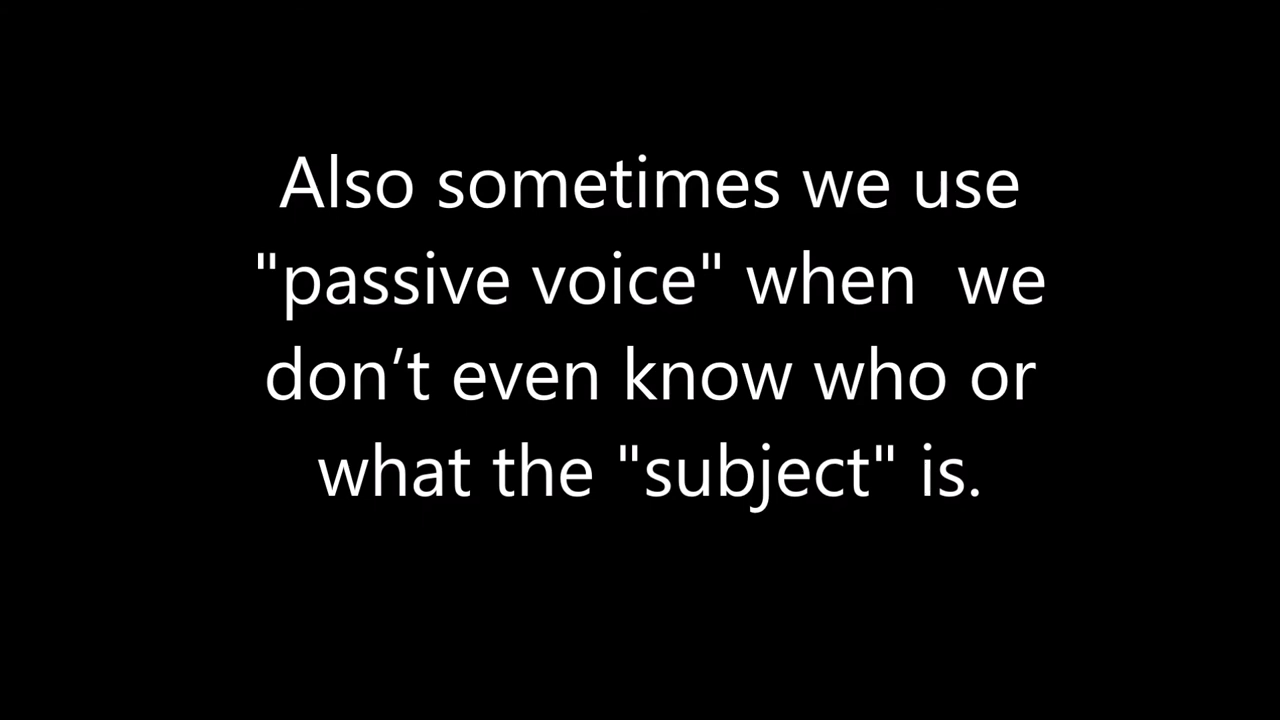 Also sometimes we use
"passive voice" when  we
don’t even know who or
what the "subject" is.